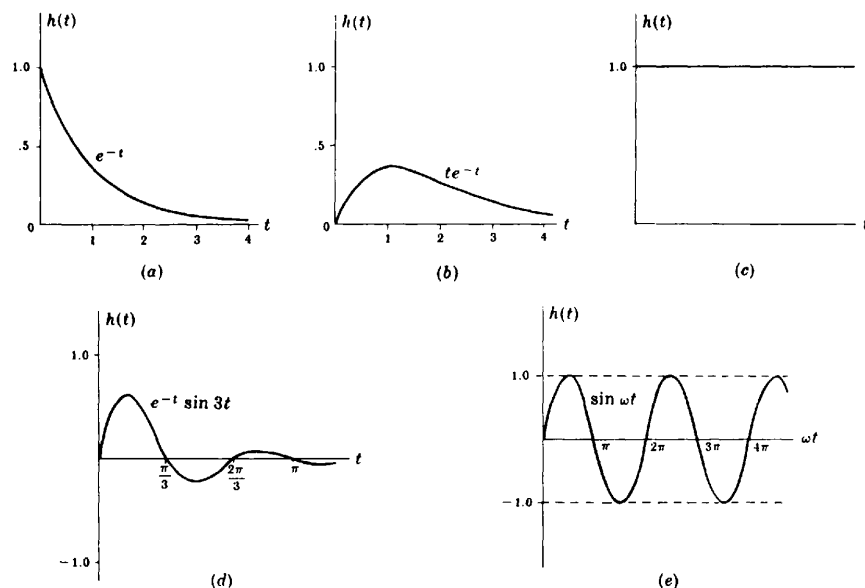 h(t)
1.0
.5
e^{-t}
0
1 2 3 4 t
(a)
h(t)
1.0
.5
te^{-t}
0
1 2 3 4 t
(b)
h(t)
1.0
t
(c)
h(t)
1.0
e^{-t} sin 3t
π/3 2π/3 π t
-1.0
(d)
h(t)
1.0
sin ωt
π 2π 3π 4π ωt
-1.0
(e)